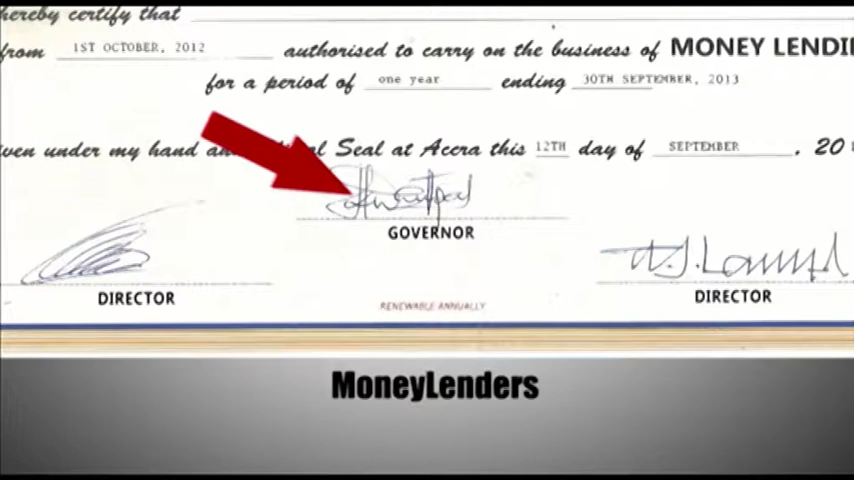 hereby certify that
from 1ST OCTOBER, 2012 authorised to carry on the business of MONEY LENDI
for a period of one year ending 30TH SEPTEMBER, 2013
iven under my hand and Seal at Accra this 12TH day of SEPTEMBER . 20
GOVERNOR
DIRECTOR
DIRECTOR
RENEWABLE ANNUALLY
MoneyLenders